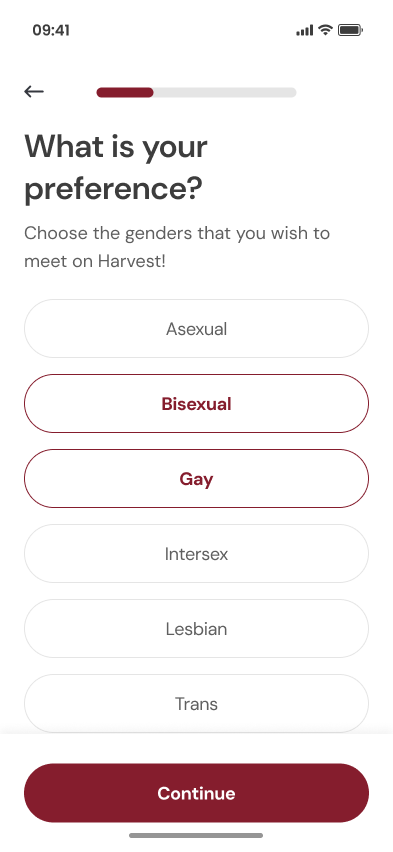 09:41
What is your
preference?
Choose the genders that you wish to
meet on Harvest!
Asexual
Bisexual
Gay
Intersex
Lesbian
Trans
Continue